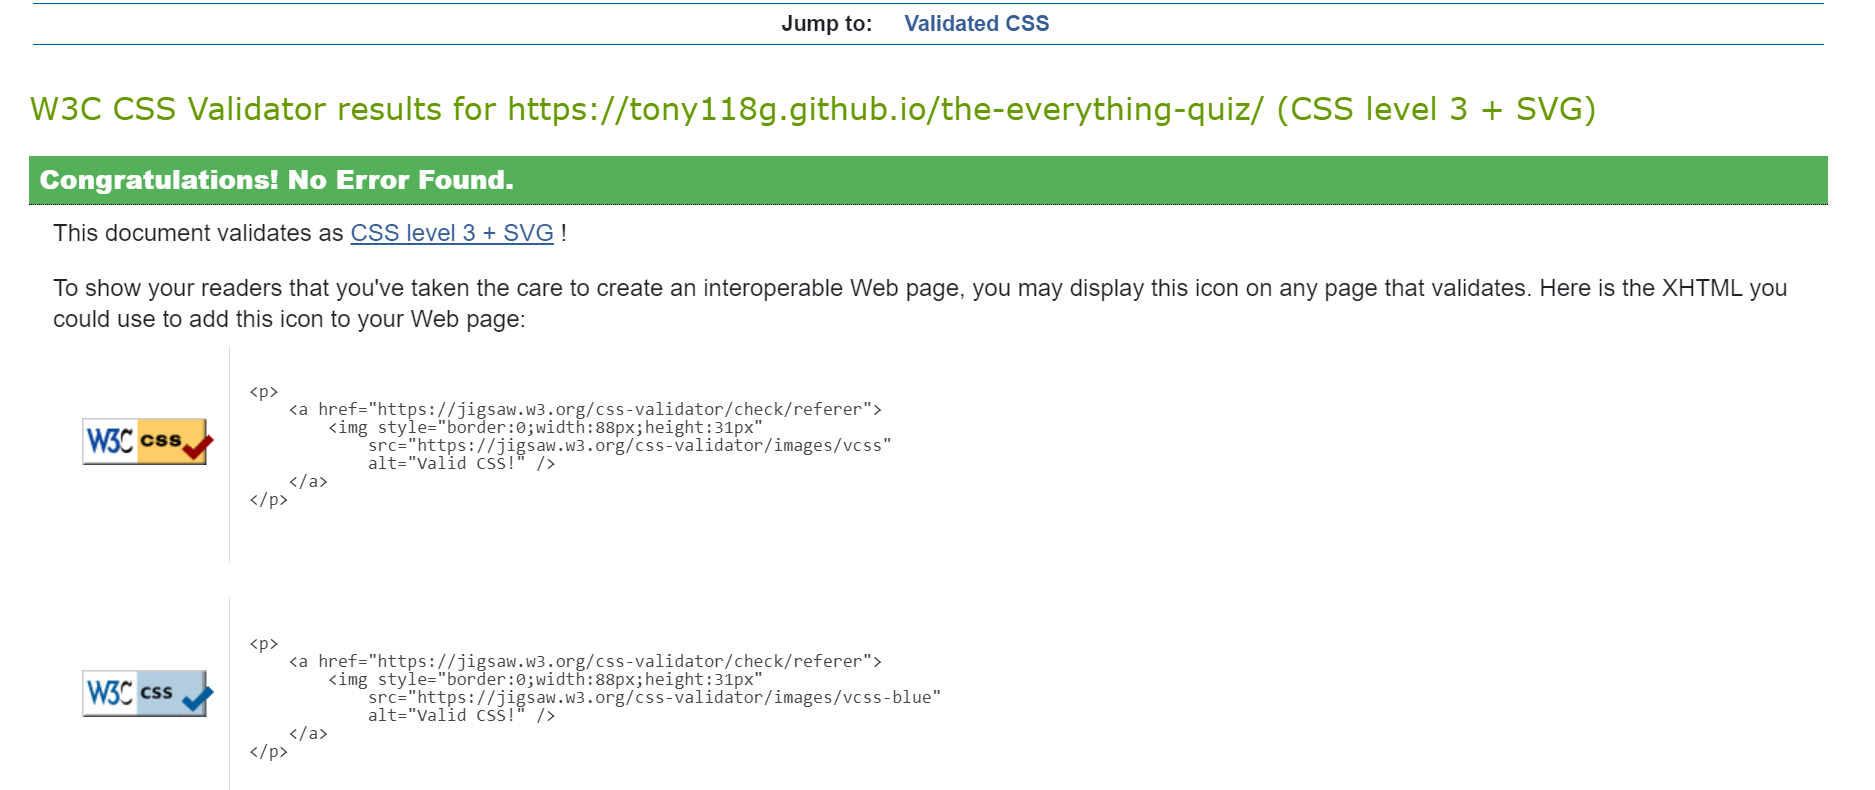 Jump to: Validated CSS
W3C CSS Validator results for https://tony118g.github.io/the-everything-quiz/ (CSS level 3 + SVG)
Congratulations! No Error Found.
This document validates as CSS level 3 + SVG !
To show your readers that you've taken the care to create an interoperable Web page, you may display this icon on any page that validates. Here is the XHTML you
could use to add this icon to your Web page:
W3C css
<p>
<a href="https://jigsaw.w3.org/css-validator/check/referer">
<img style="border:0;width:88px;height:31px"
src="https://jigsaw.w3.org/css-validator/images/vcss"
alt="Valid CSS!" />
</a>
</p>
W3C css
<p>
<a href="https://jigsaw.w3.org/css-validator/check/referer">
<img style="border:0;width:88px;height:31px"
src="https://jigsaw.w3.org/css-validator/images/vcss-blue"
alt="Valid CSS!" />
</a>
</p>